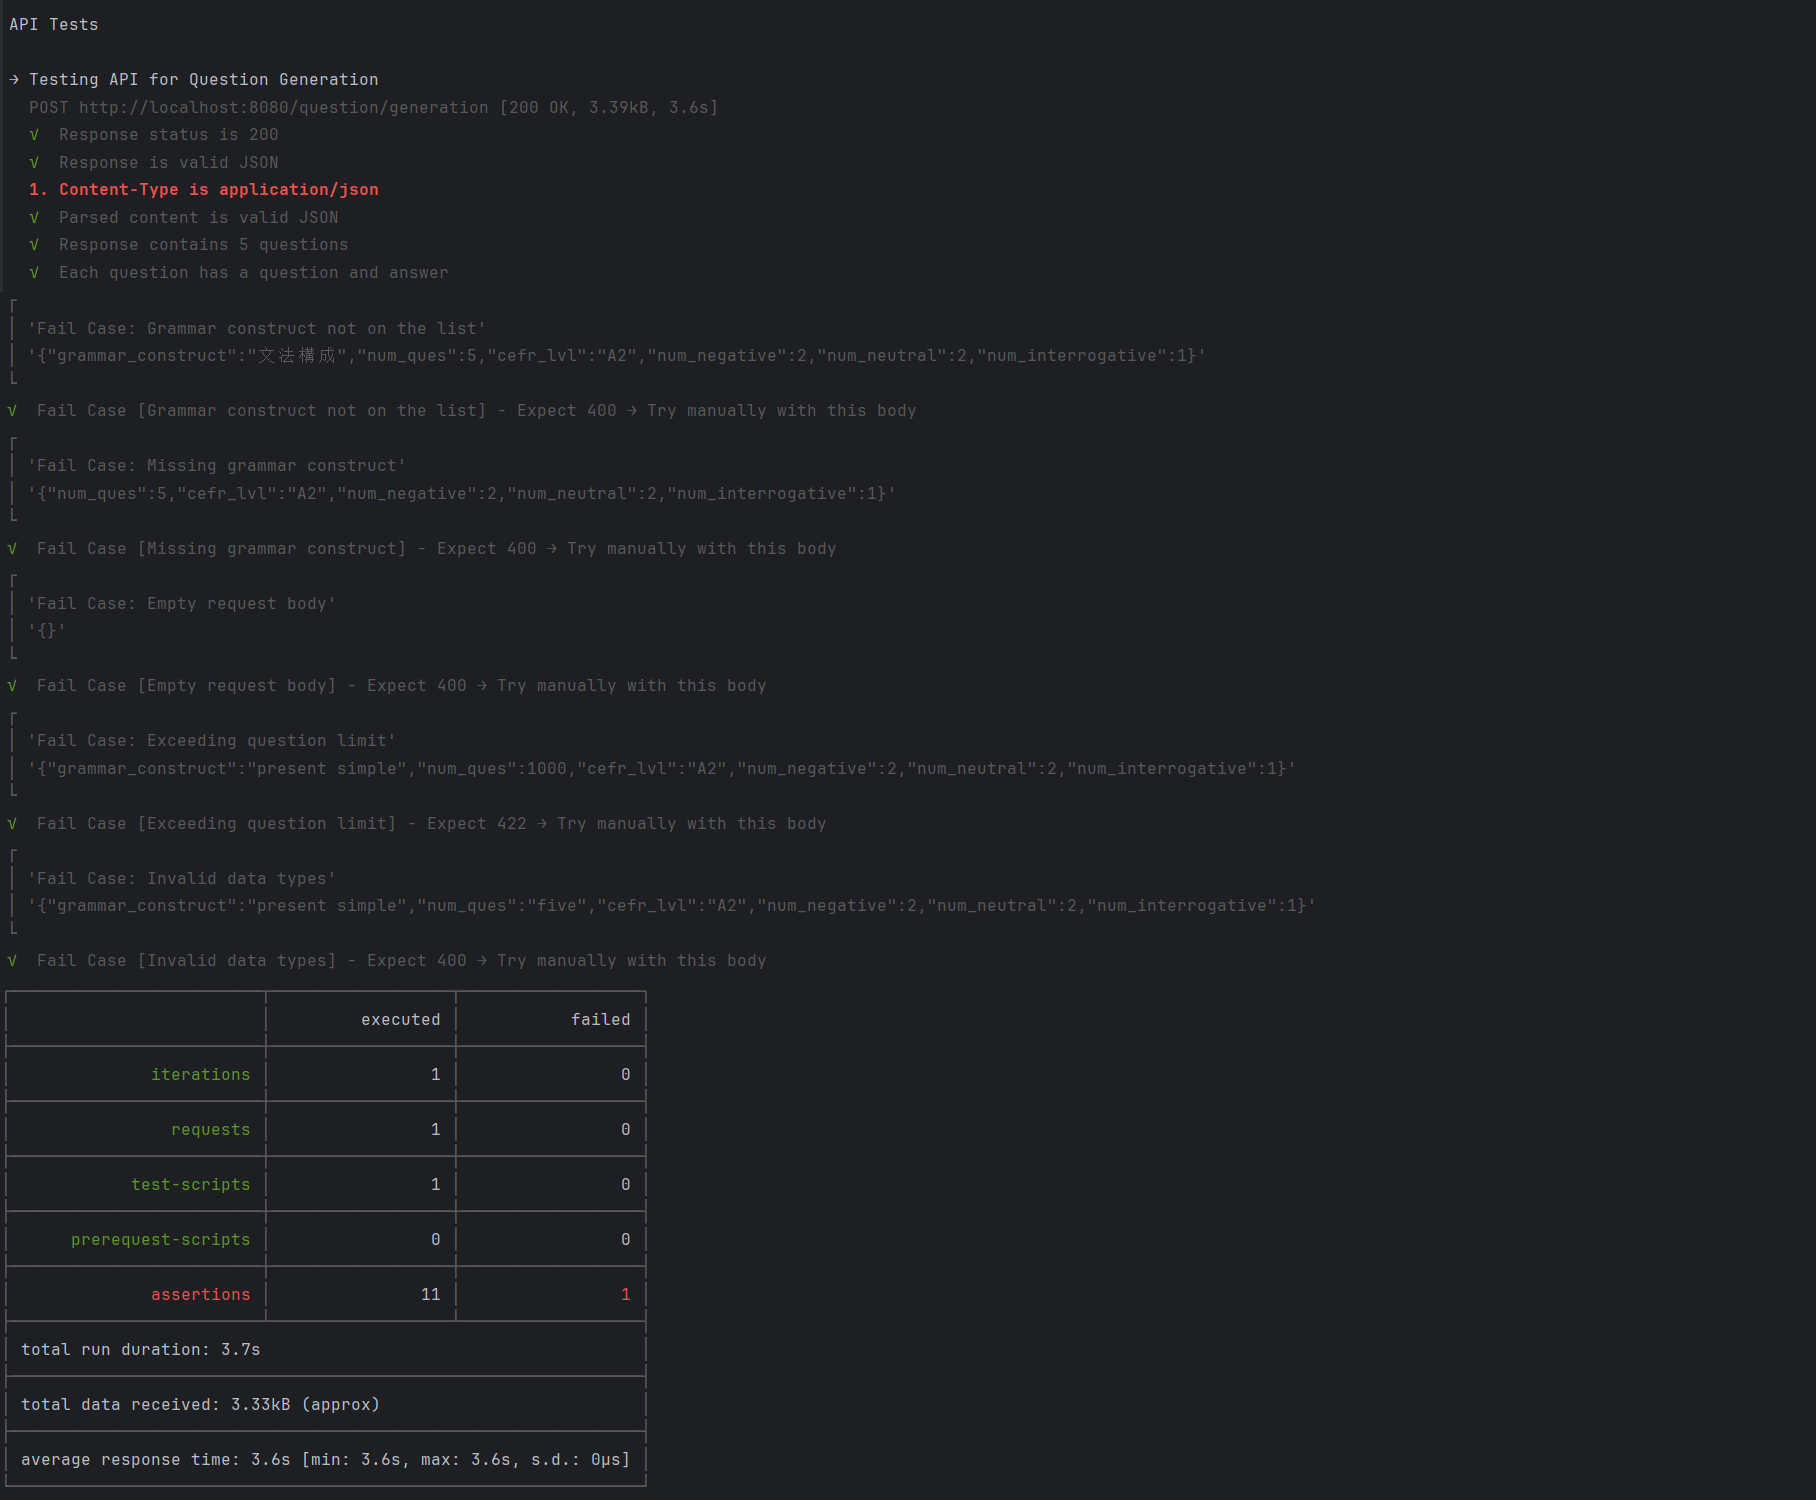 API Tests
→ Testing API for Question Generation
POST http://localhost:8080/question/generation [200 OK, 3.39kB, 3.6s]
√ Response status is 200
√ Response is valid JSON
1. Content-Type is application/json
√ Parsed content is valid JSON
√ Response contains 5 questions
√ Each question has a question and answer
'Fail Case: Grammar construct not on the list'
'{"grammar_construct":"文法構成","num_ques":5,"cefr_lvl":"A2","num_negative":2,"num_neutral":2,"num_interrogative":1}'
√ Fail Case [Grammar construct not on the list] - Expect 400 → Try manually with this body
'Fail Case: Missing grammar construct'
'{"num_ques":5,"cefr_lvl":"A2","num_negative":2,"num_neutral":2,"num_interrogative":1}'
√ Fail Case [Missing grammar construct] - Expect 400 → Try manually with this body
'Fail Case: Empty request body'
'{}'
√ Fail Case [Empty request body] - Expect 400 → Try manually with this body
'Fail Case: Exceeding question limit'
'{"grammar_construct":"present simple","num_ques":1000,"cefr_lvl":"A2","num_negative":2,"num_neutral":2,"num_interrogative":1}'
√ Fail Case [Exceeding question limit] - Expect 422 → Try manually with this body
'Fail Case: Invalid data types'
'{"grammar_construct":"present simple","num_ques":"five","cefr_lvl":"A2","num_negative":2,"num_neutral":2,"num_interrogative":1}'
√ Fail Case [Invalid data types] - Expect 400 → Try manually with this body
executed failed
iterations 1 0
requests 1 0
test-scripts 1 0
prerequest-scripts 0 0
assertions 11 1
total run duration: 3.7s
total data received: 3.33kB (approx)
average response time: 3.6s [min: 3.6s, max: 3.6s, s.d.: 0µs]